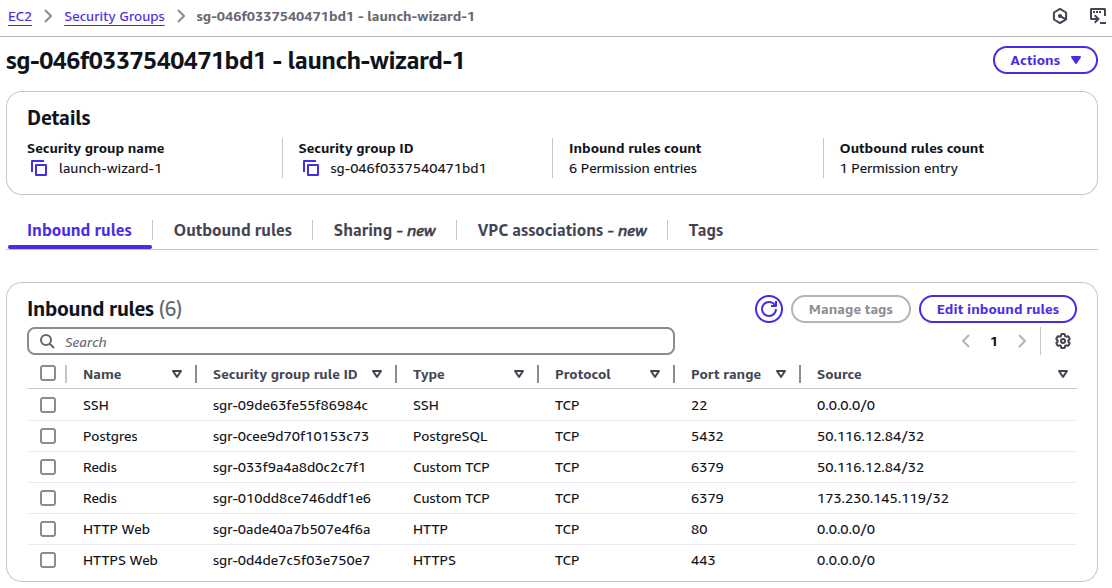 EC2 > Security Groups > sg-046f0337540471bd1 - launch-wizard-1
sg-046f0337540471bd1 - launch-wizard-1
Actions
Details
Security group name
launch-wizard-1
Security group ID
sg-046f0337540471bd1
Inbound rules count
6 Permission entries
Outbound rules count
1 Permission entry
Inbound rules Outbound rules Sharing - new VPC associations - new Tags
Inbound rules (6)
Manage tags Edit inbound rules
Search
1
Name Security group rule ID Type Protocol Port range Source
SSH sgr-09de63fe55f86984c SSH TCP 22 0.0.0.0/0
Postgres sgr-0cee9d70f10153c73 PostgreSQL TCP 5432 50.116.12.84/32
Redis sgr-033f9a4a8d0c2c7f1 Custom TCP TCP 6379 50.116.12.84/32
Redis sgr-010dd8ce746ddf1e6 Custom TCP TCP 6379 173.230.145.119/32
HTTP Web sgr-0ade40a7b507e4f6a HTTP TCP 80 0.0.0.0/0
HTTPS Web sgr-0d4de7c5f03e750e7 HTTPS TCP 443 0.0.0.0/0